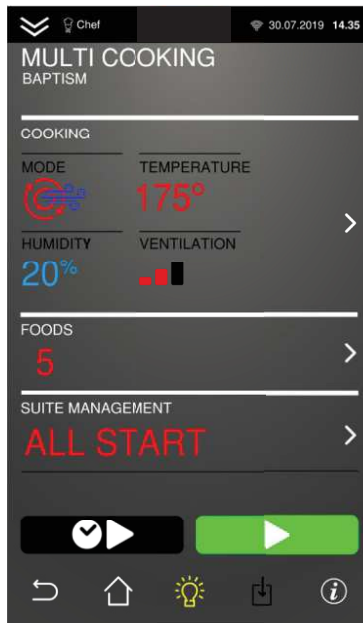 Chef
30.07.2019 14.35
MULTI COOKING
BAPTISM
COOKING
MODE TEMPERATURE
175°
HUMIDITY VENTILATION
20%
FOODS
5
SUITE MANAGEMENT
ALL START
i